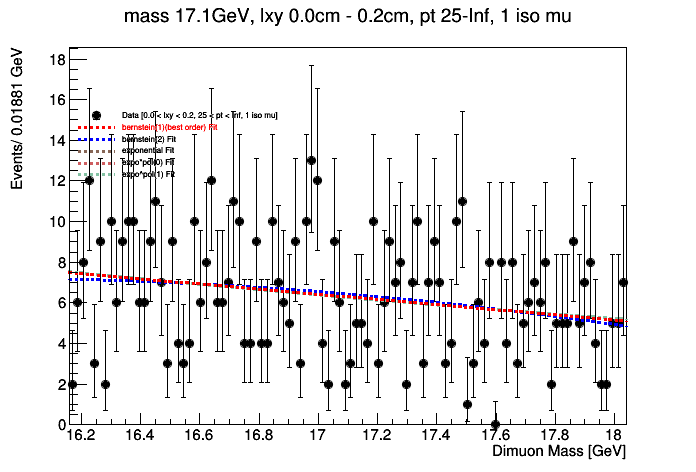 mass 17.1GeV, lxy 0.0cm - 0.2cm, pt 25-Inf, 1 iso mu
Events/ 0.01881 GeV
18
16
14
12
10
8
6
4
2
0
Data [0.0 < lxy < 0.2, 25 < pt < Inf, 1 iso mu]
bernstein(1)(best order) Fit
bernstein(2) Fit
exponential Fit
expo*pol(0) Fit
expo*pol(1) Fit
16.2 16.4 16.6 16.8 17 17.2 17.4 17.6 17.8 18
Dimuon Mass [GeV]